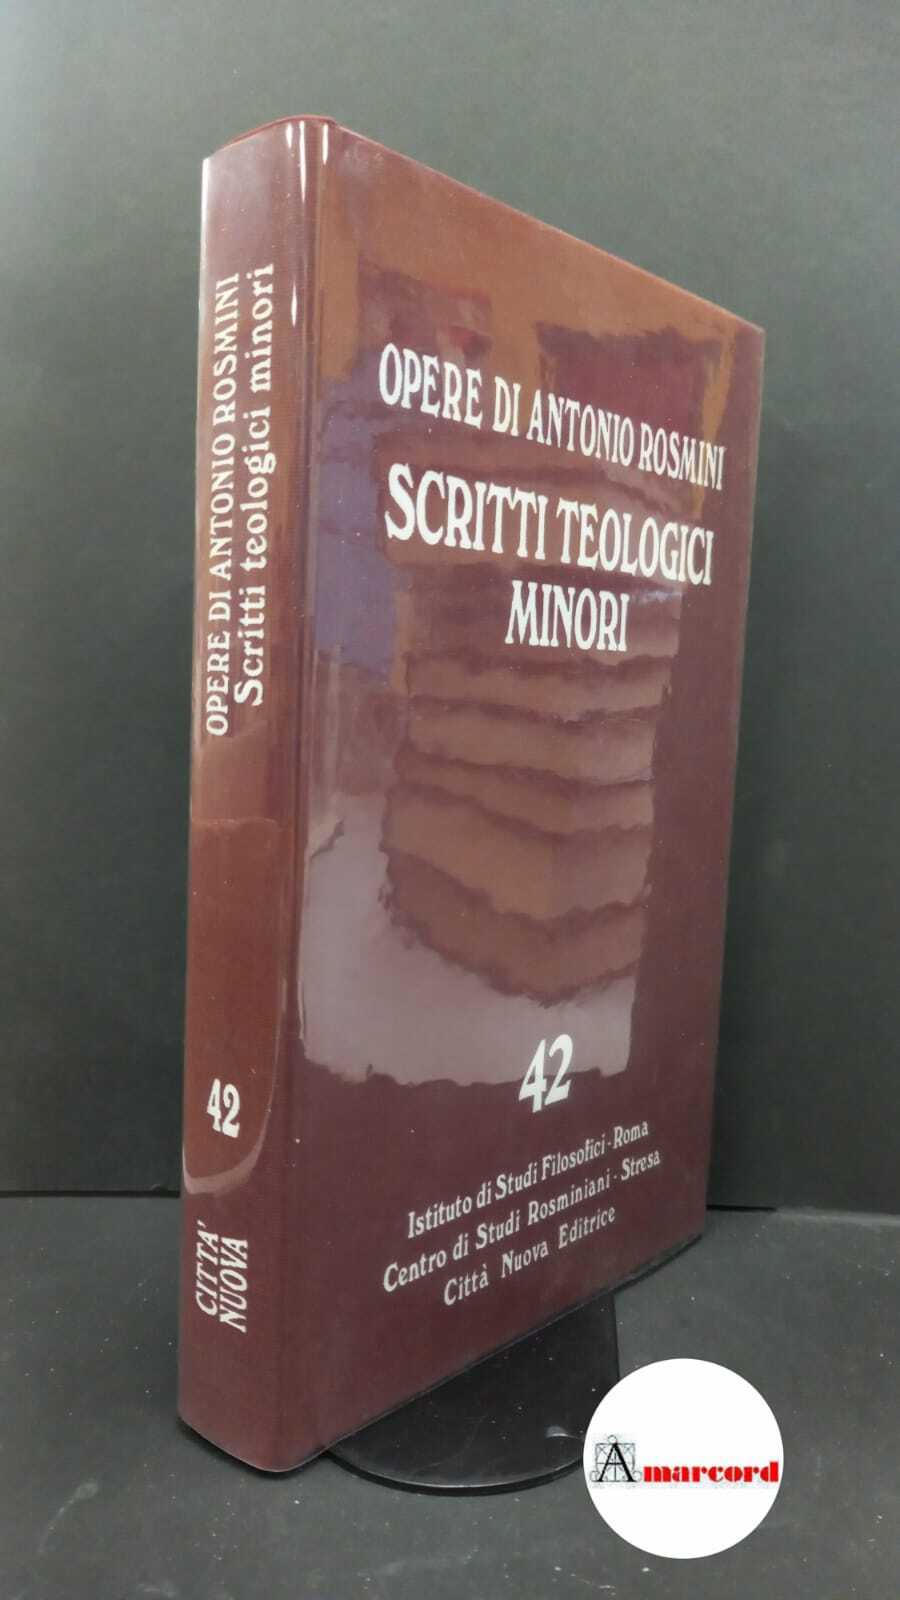 OPERE DI ANTONIO ROSMINI
Scritti teologici minori
42
CITTA'
NUOVA
OPERE DI ANTONIO ROSMINI
SCRITTI TEOLOGICI
MINORI
42
Istituto di Studi Filosofici - Roma
Centro di Studi Rosminiani - Stresa
Città Nuova Editrice
Amarcord